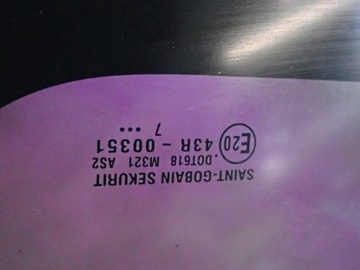 SAINT-GOBAIN SEKURIT
.DOT618 M321 AS2
E20 43R - 00351
7 ...